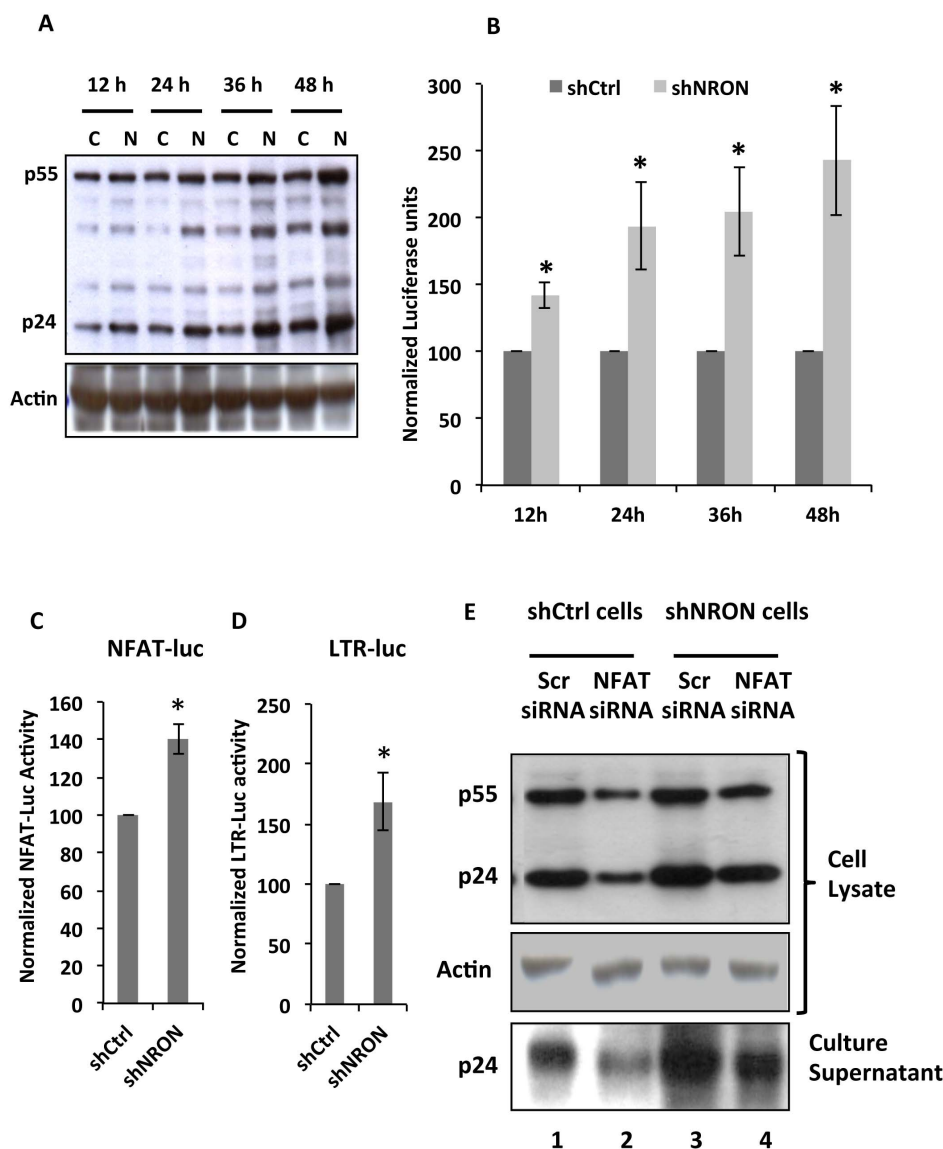 A
12 h 24 h 36 h 48 h
C N C N C N C N
p55
p24
Actin
B
shCtrl shNRON
Normalized Luciferase units
300
250
200
150
100
50
0
* * * *
12h 24h 36h 48h
C
NFAT-luc
Normalized NFAT-Luc Activity
160
140
120
100
80
60
40
20
0
*
shCtrl
shNRON
D
LTR-luc
Normalized LTR-Luc activity
250
200
150
100
50
0
*
shCtrl
shNRON
E
shCtrl cells shNRON cells
Scr NFAT Scr NFAT
siRNA siRNA siRNA siRNA
p55
p24
Cell
Lysate
Actin
p24
Culture
Supernatant
1 2 3 4